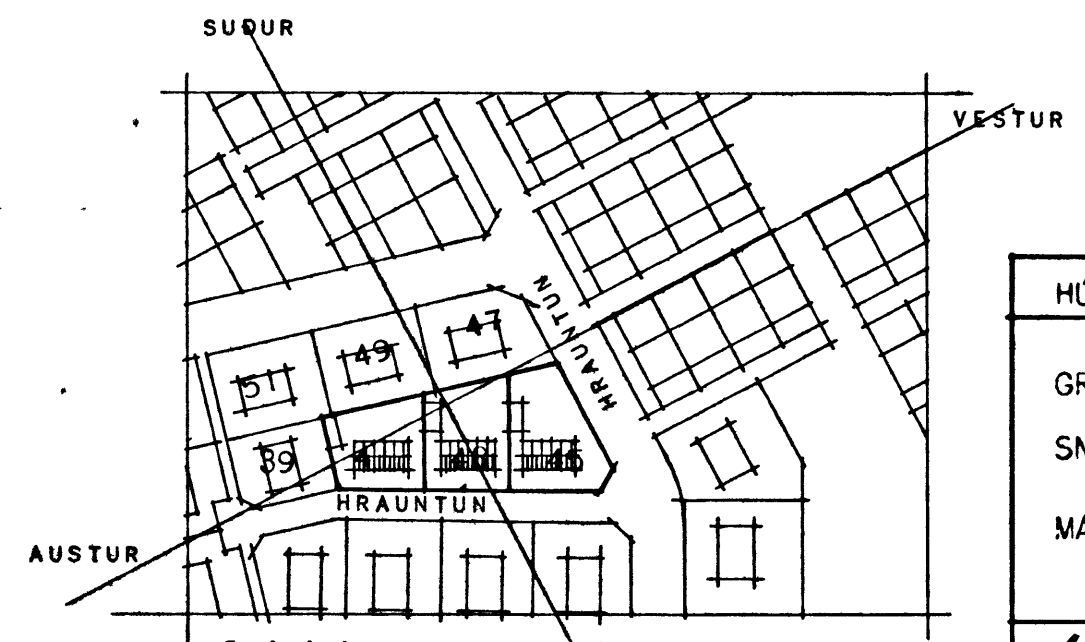 SUÐUR
VESTUR
HRAUNTUN
47
49
51
39
HRAUNTUN
AUSTUR
HÚ
GR
SN
MA